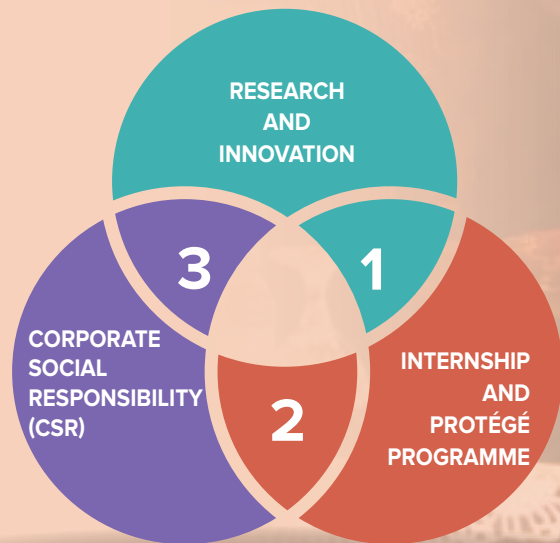 RESEARCH
AND
INNOVATION
3
1
CORPORATE
SOCIAL
RESPONSIBILITY
(CSR)
INTERNSHIP
AND
PROTÉGÉ
PROGRAMME
2